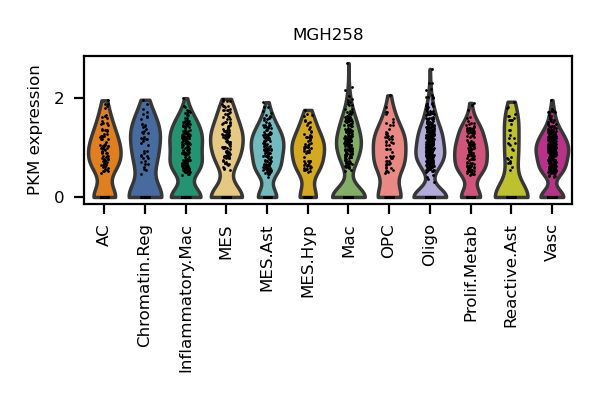 MGH258
PKM expression
2
0
AC
Chromatin.Reg
Inflammatory.Mac
MES
MES.Ast
MES.Hyp
Mac
OPC
Oligo
Prolif.Metab
Reactive.Ast
Vasc